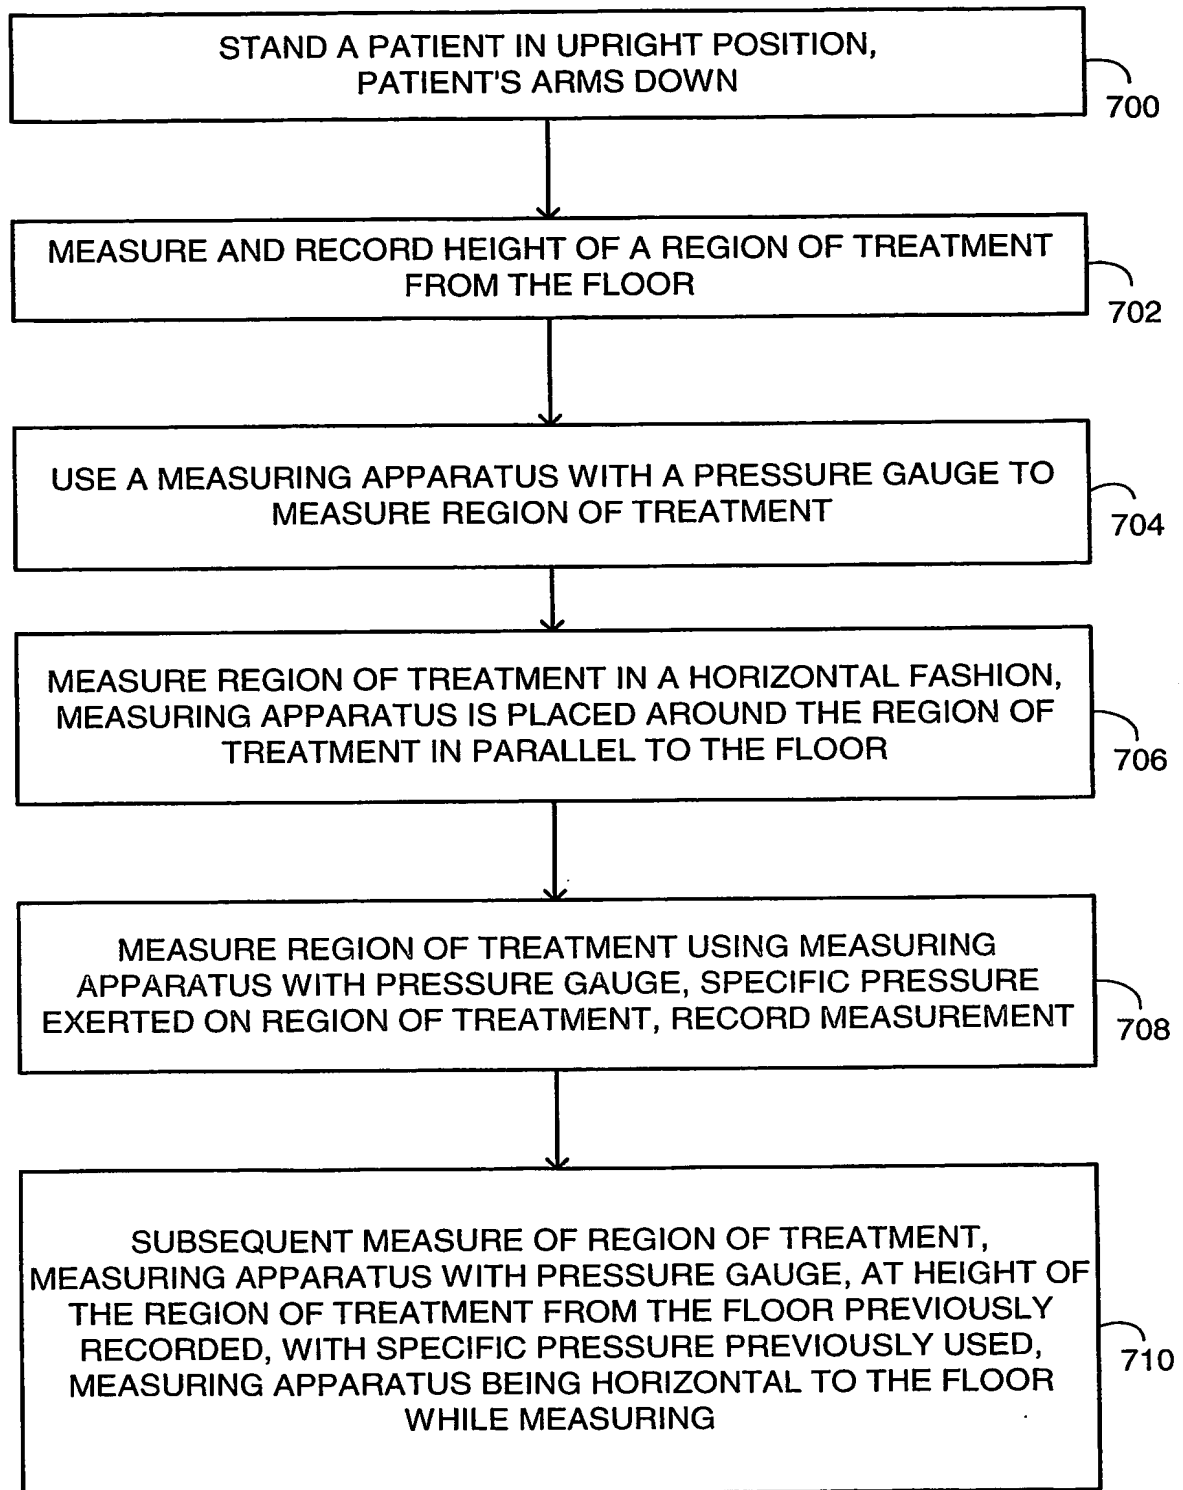 STAND A PATIENT IN UPRIGHT POSITION,
PATIENT'S ARMS DOWN
700
MEASURE AND RECORD HEIGHT OF A REGION OF TREATMENT
FROM THE FLOOR
702
USE A MEASURING APPARATUS WITH A PRESSURE GAUGE TO
MEASURE REGION OF TREATMENT
704
MEASURE REGION OF TREATMENT IN A HORIZONTAL FASHION,
MEASURING APPARATUS IS PLACED AROUND THE REGION OF
TREATMENT IN PARALLEL TO THE FLOOR
706
MEASURE REGION OF TREATMENT USING MEASURING
APPARATUS WITH PRESSURE GAUGE, SPECIFIC PRESSURE
EXERTED ON REGION OF TREATMENT, RECORD MEASUREMENT
708
SUBSEQUENT MEASURE OF REGION OF TREATMENT,
MEASURING APPARATUS WITH PRESSURE GAUGE, AT HEIGHT OF
THE REGION OF TREATMENT FROM THE FLOOR PREVIOUSLY
RECORDED, WITH SPECIFIC PRESSURE PREVIOUSLY USED,
MEASURING APPARATUS BEING HORIZONTAL TO THE FLOOR
WHILE MEASURING
710